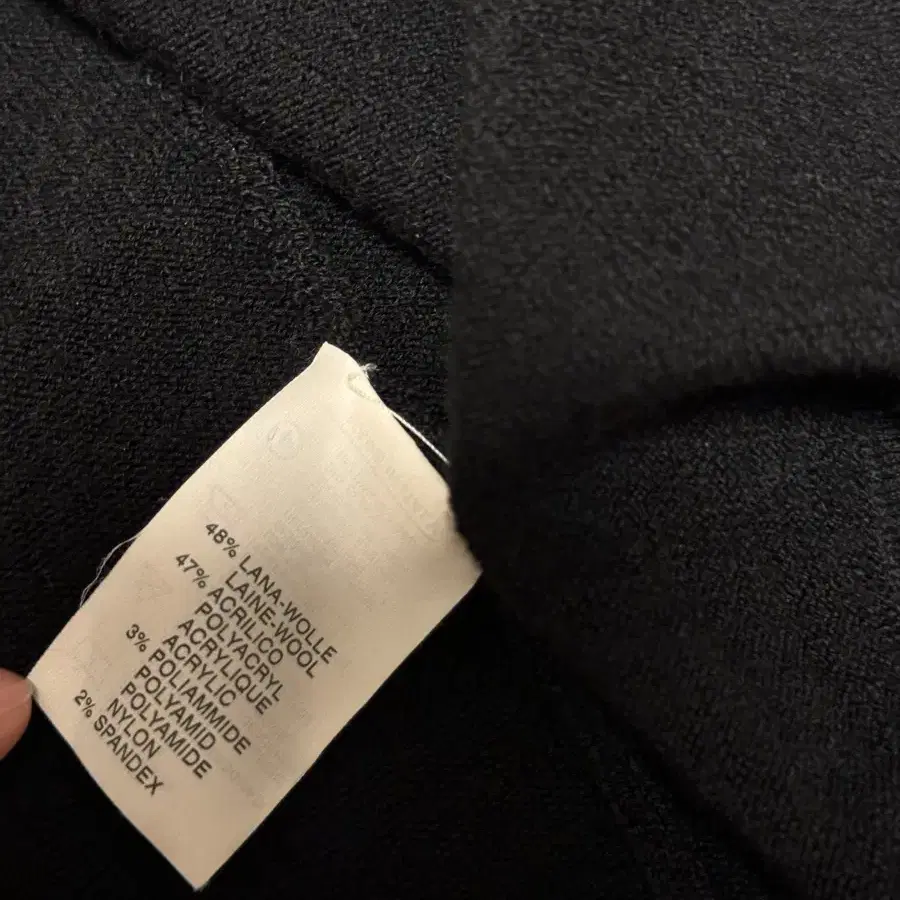 48% LANA-WOLLE
LAINE-WOOL
47% ACRILICO
POLYACRYL
ACRYLIQUE
ACRYLIC
3% POLIAMMIDE
POLYAMID
POLYAMIDE
NYLON
2% SPANDEX